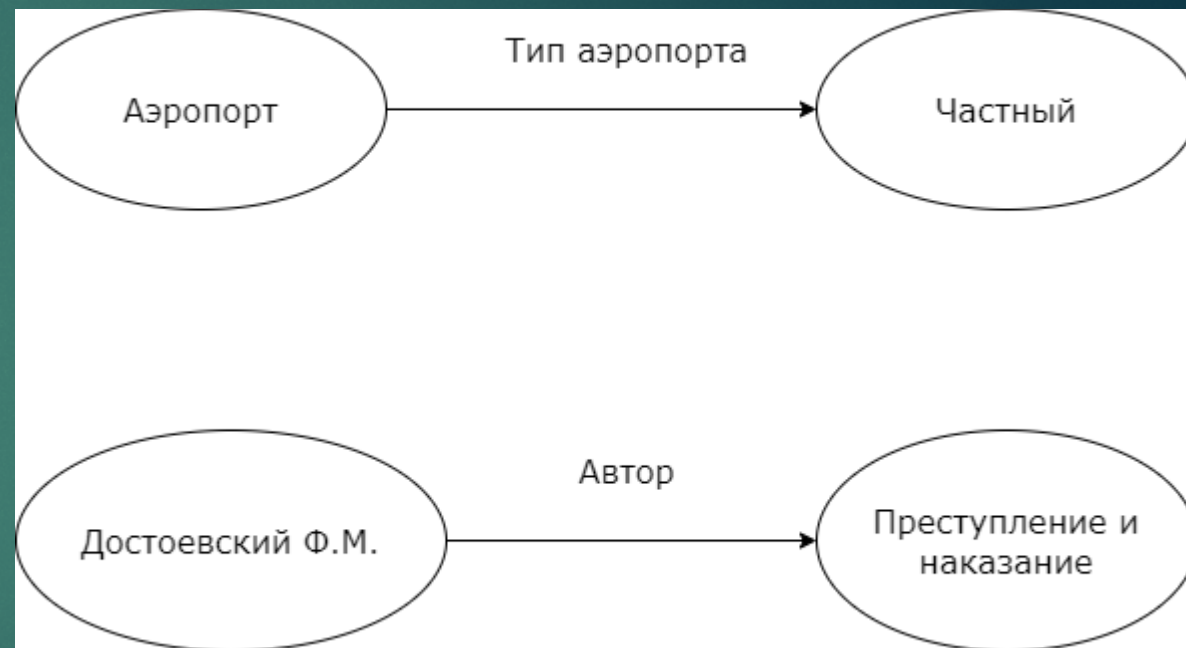 Тип аэропорта
Аэропорт
Частный
Автор
Достоевский Ф.М.
Преступление и
наказание